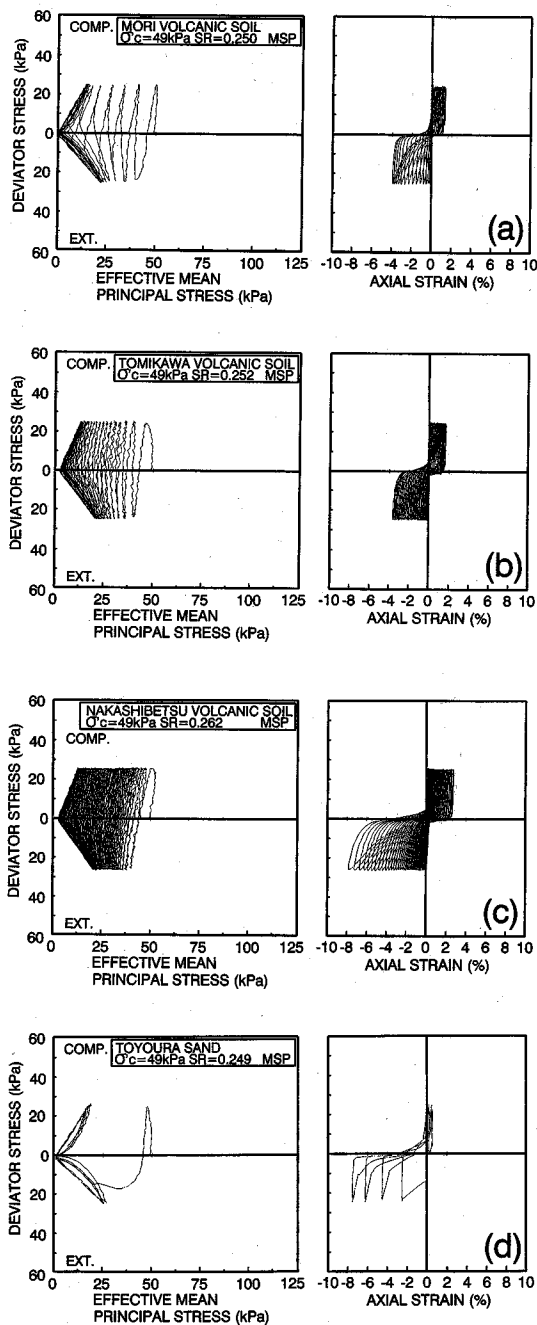 COMP. MORI VOLCANIC SOIL
σ'c=49kPa SR=0.250 MSP
60
40
20
0
20
40
60
DEVIATOR STRESS (kPa)
EXT.
0 25 50 75 100 125
EFFECTIVE MEAN
PRINCIPAL STRESS (kPa)
-10 -8 -6 -4 -2 0 2 4 6 8 10
AXIAL STRAIN (%)
(a)
COMP. TOMIKAWA VOLCANIC SOIL
σ'c=49kPa SR=0.252 MSP
60
40
20
0
20
40
60
DEVIATOR STRESS (kPa)
EXT.
0 25 50 75 100 125
EFFECTIVE MEAN
PRINCIPAL STRESS (kPa)
-10 -8 -6 -4 -2 0 2 4 6 8 10
AXIAL STRAIN (%)
(b)
NAKASHIBETSU VOLCANIC SOIL
σ'c=49kPa SR=0.262 MSP
COMP.
60
40
20
0
20
40
60
DEVIATOR STRESS (kPa)
EXT.
0 25 50 75 100 125
EFFECTIVE MEAN
PRINCIPAL STRESS (kPa)
-10 -8 -6 -4 -2 0 2 4 6 8 10
AXIAL STRAIN (%)
(c)
COMP. TOYOURA SAND
σ'c=49kPa SR=0.249 MSP
60
40
20
0
20
40
60
DEVIATOR STRESS (kPa)
EXT.
0 25 50 75 100 125
EFFECTIVE MEAN
PRINCIPAL STRESS (kPa)
-10 -8 -6 -4 -2 0 2 4 6 8 10
AXIAL STRAIN (%)
(d)